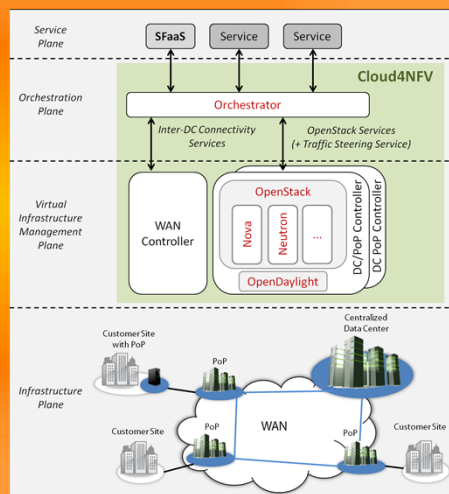 Service
Plane
SFaaS
Service
Service
Cloud4NFV
Orchestration
Plane
Orchestrator
Inter-DC Connectivity
Services
OpenStack Services
(+ Traffic Steering Service)
Virtual
Infrastructure
Management
Plane
WAN
Controller
OpenStack
Nova
Neutron
...
OpenDaylight
DC/PoP Controller
DC PoP Controller
Infrastructure
Plane
Customer Site
with PoP
PoP
Centralized
Data Center
WAN
Customer Site
PoP
PoP
Customer Site